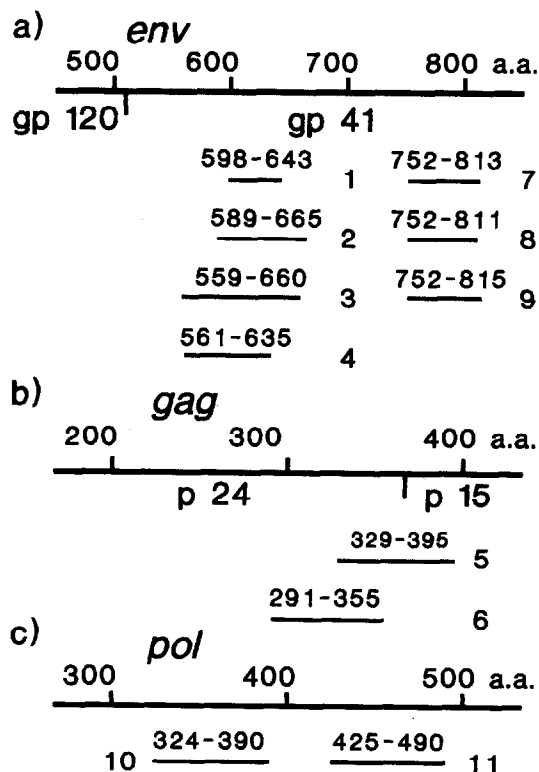 a) env
500 600 700 800 a.a.
gp 120 gp 41
598-643 1 752-813 7
589-665 2 752-811 8
559-660 3 752-815 9
561-635 4
b) gag
200 300 400 a.a.
p 24 p 15
329-395 5
291-355 6
c) pol
300 400 500 a.a.
10 324-390 425-490 11